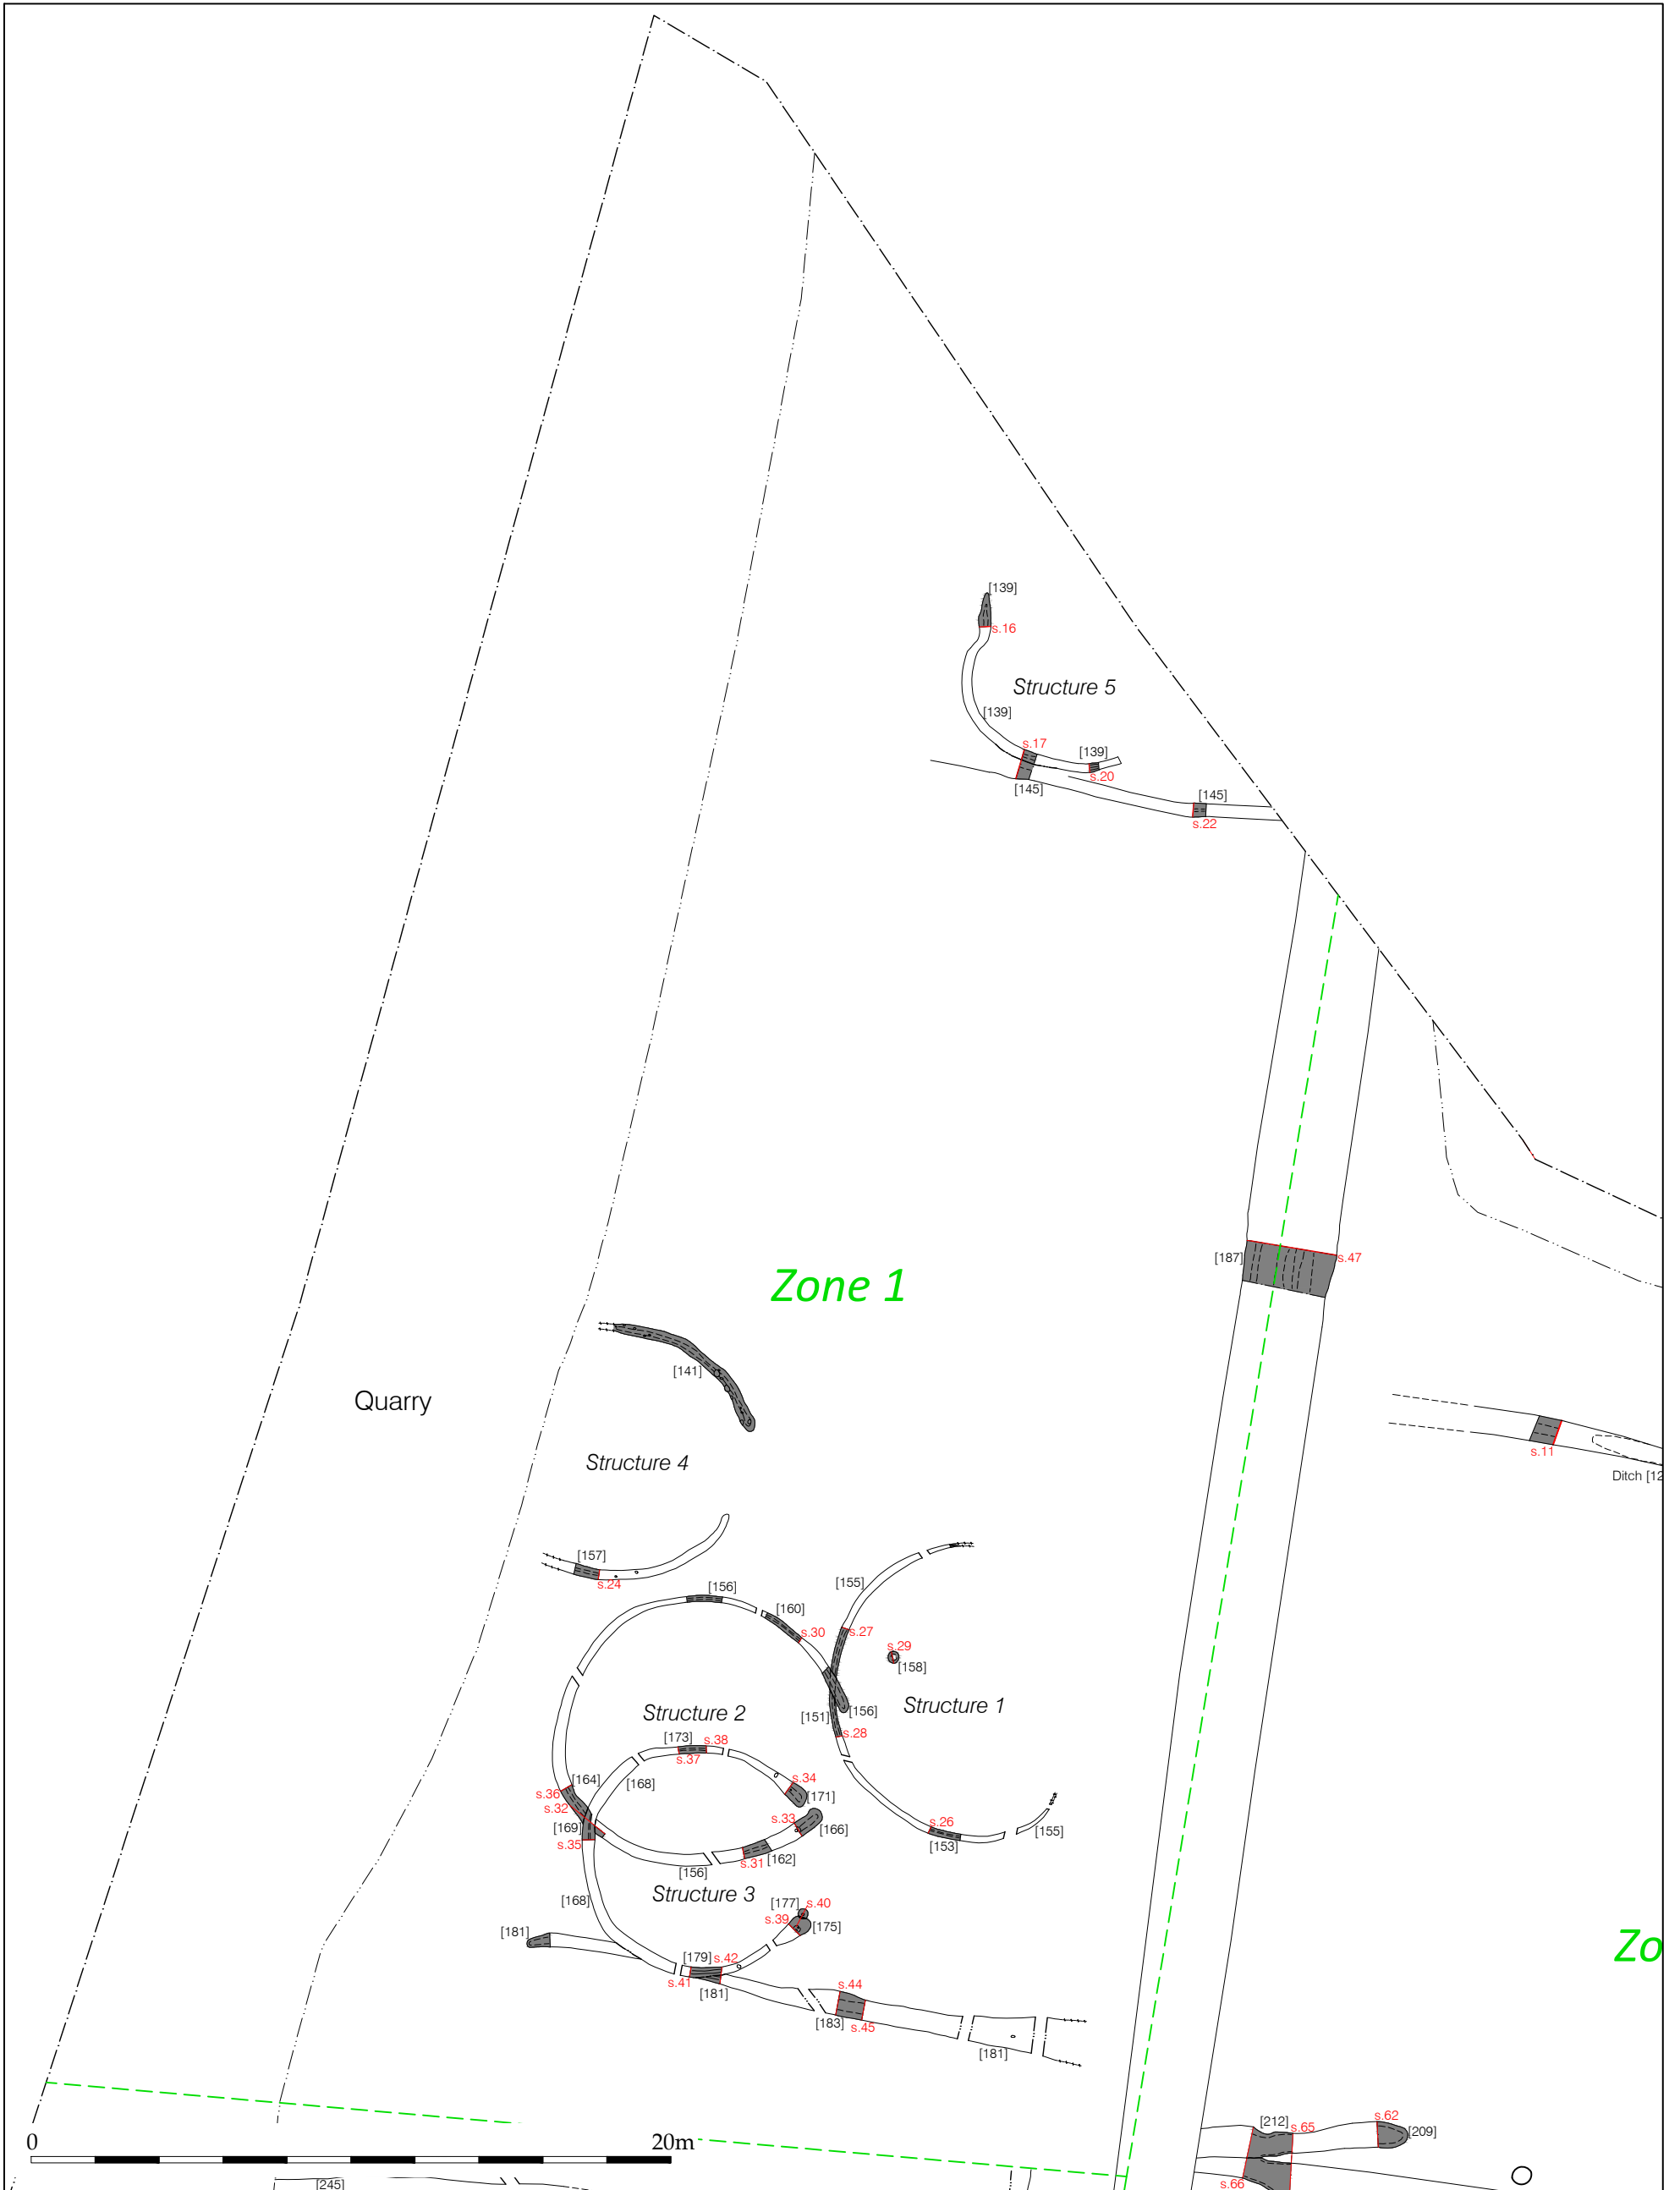 [139]
s.16
Structure 5
[139]
s.17
[139]
s.20
[145]
[145]
s.22
[187]
s.47
Zone 1
[141]
Quarry
s.11
Structure 4
Ditch [12
[157]
s.24
[156]
[155]
[160]
s.27
s.30
s.29
[158]
Structure 1
[151]
[156]
Structure 2
s.28
[173]
s.38
s.37
[164]
[168]
s.34
s.36
[171]
s.32
s.33
[169]
[166]
s.26
s.35
[153]
[155]
s.31
[162]
[156]
Structure 3
[168]
[177]
s.40
s.39
[175]
[181]
Zo
[179]
s.42
s.41
[181]
s.44
[183]
s.45
[181]
[212]
s.65
s.62
[209]
0
20m
[245]
s.66